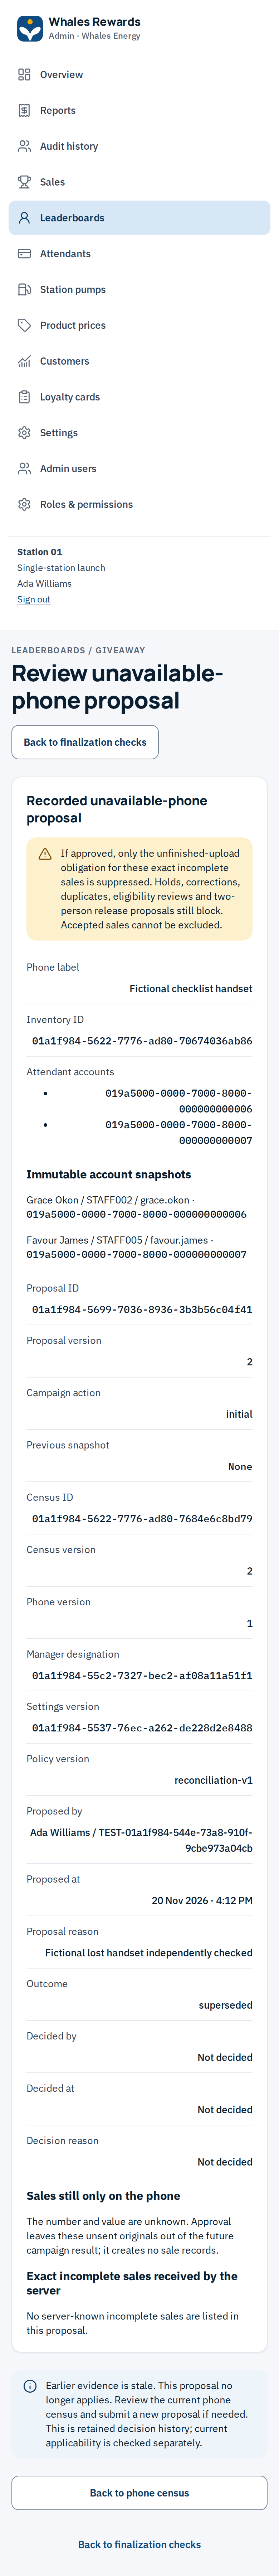 Whales Rewards
Admin · Whales Energy
Overview
Reports
Audit history
Sales
Leaderboards
Attendants
Station pumps
Product prices
Customers
Loyalty cards
Settings
Admin users
Roles & permissions
Station 01
Single-station launch
Ada Williams
Sign out
LEADERBOARDS / GIVEAWAY
Review unavailable-
phone proposal
Back to finalization checks
Recorded unavailable-phone
proposal
If approved, only the unfinished-upload
obligation for these exact incomplete
sales is suppressed. Holds, corrections,
duplicates, eligibility reviews and two-
person release proposals still block.
Accepted sales cannot be excluded.
Phone label
Fictional checklist handset
Inventory ID
01a1f984-5622-7776-ad80-70674036ab86
Attendant accounts
• 019a5000-0000-7000-8000-
000000000006
• 019a5000-0000-7000-8000-
000000000007
Immutable account snapshots
Grace Okon / STAFF002 / grace.okon ·
019a5000-0000-7000-8000-000000000006
Favour James / STAFF005 / favour.james ·
019a5000-0000-7000-8000-000000000007
Proposal ID
01a1f984-5699-7036-8936-3b3b56c04f41
Proposal version
2
Campaign action
initial
Previous snapshot
None
Census ID
01a1f984-5622-7776-ad80-7684e6c8bd79
Census version
2
Phone version
1
Manager designation
01a1f984-55c2-7327-bec2-af08a11a51f1
Settings version
01a1f984-5537-76ec-a262-de228d2e8488
Policy version
reconciliation-v1
Proposed by
Ada Williams / TEST-01a1f984-544e-73a8-910f-
9cbe973a04cb
Proposed at
20 Nov 2026 · 4:12 PM
Proposal reason
Fictional lost handset independently checked
Outcome
superseded
Decided by
Not decided
Decided at
Not decided
Decision reason
Not decided
Sales still only on the phone
The number and value are unknown. Approval
leaves these unsent originals out of the future
campaign result; it creates no sale records.
Exact incomplete sales received by the
server
No server-known incomplete sales are listed in
this proposal.
Earlier evidence is stale. This proposal no
longer applies. Review the current phone
census and submit a new proposal if needed.
This is retained decision history; current
applicability is checked separately.
Back to phone census
Back to finalization checks